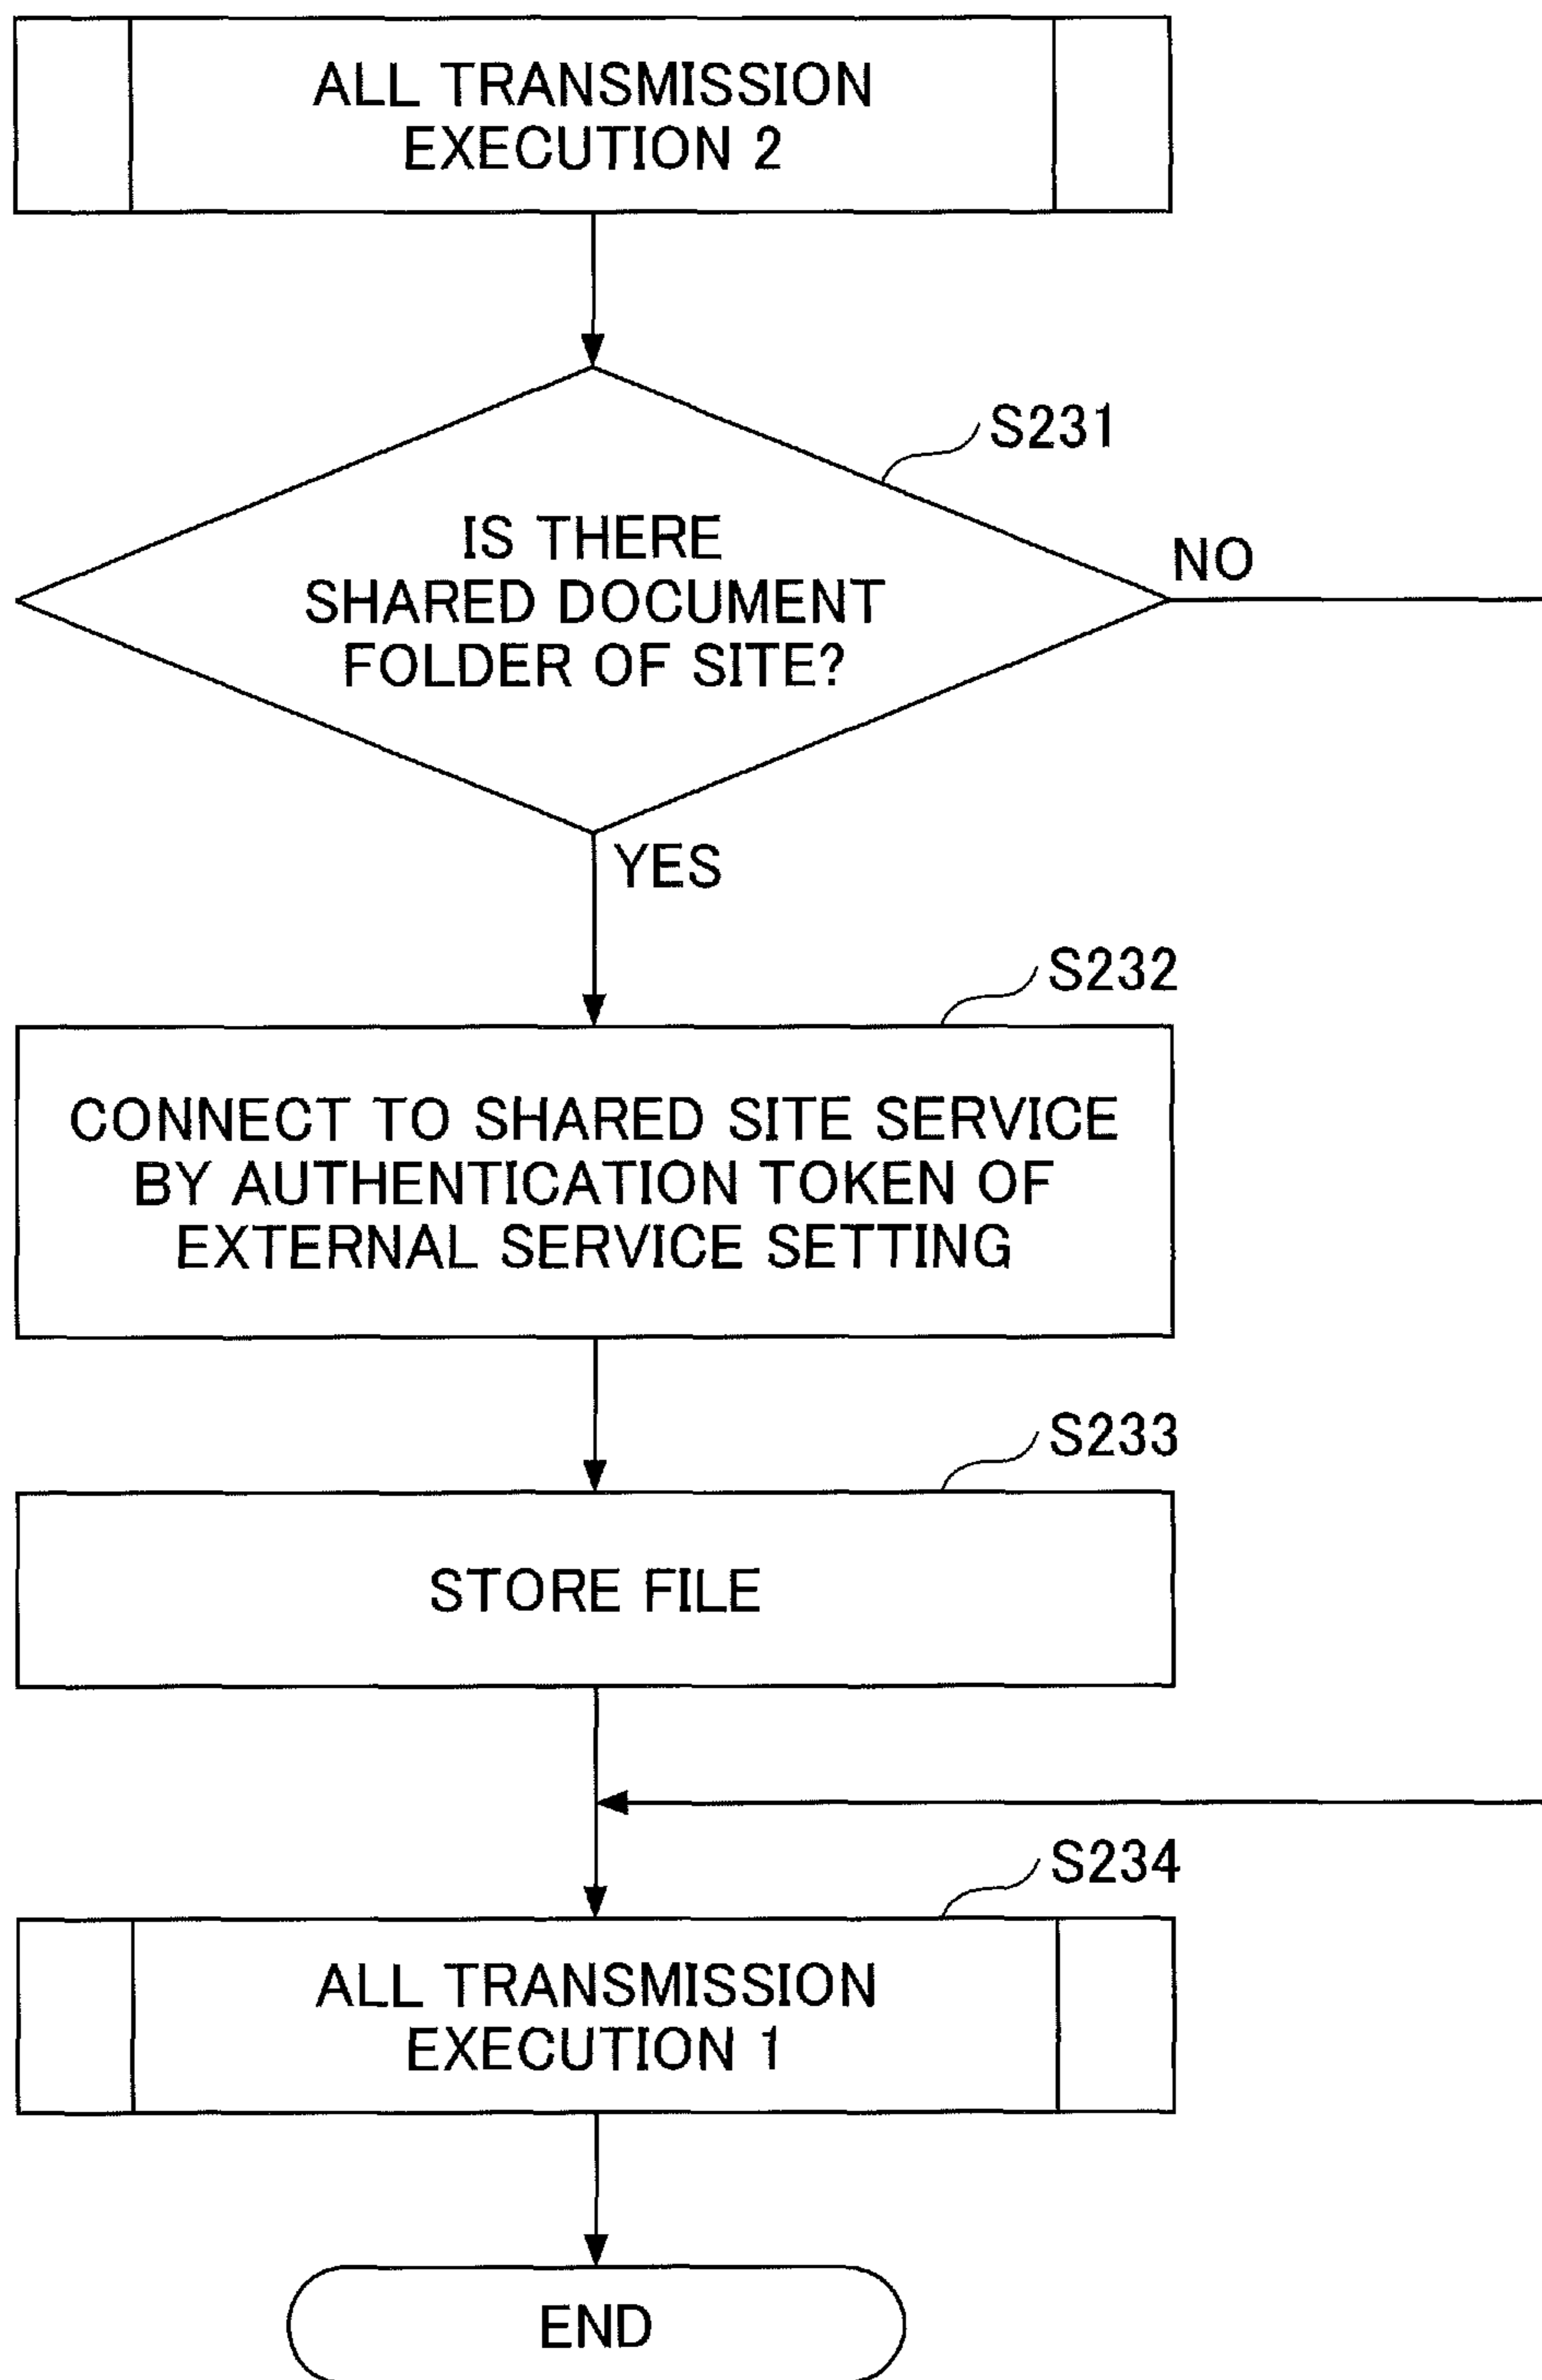 ALL TRANSMISSION
EXECUTION 2
S231
IS THERE
SHARED DOCUMENT
FOLDER OF SITE?
NO
YES
S232
CONNECT TO SHARED SITE SERVICE
BY AUTHENTICATION TOKEN OF
EXTERNAL SERVICE SETTING
S233
STORE FILE
S234
ALL TRANSMISSION
EXECUTION 1
END